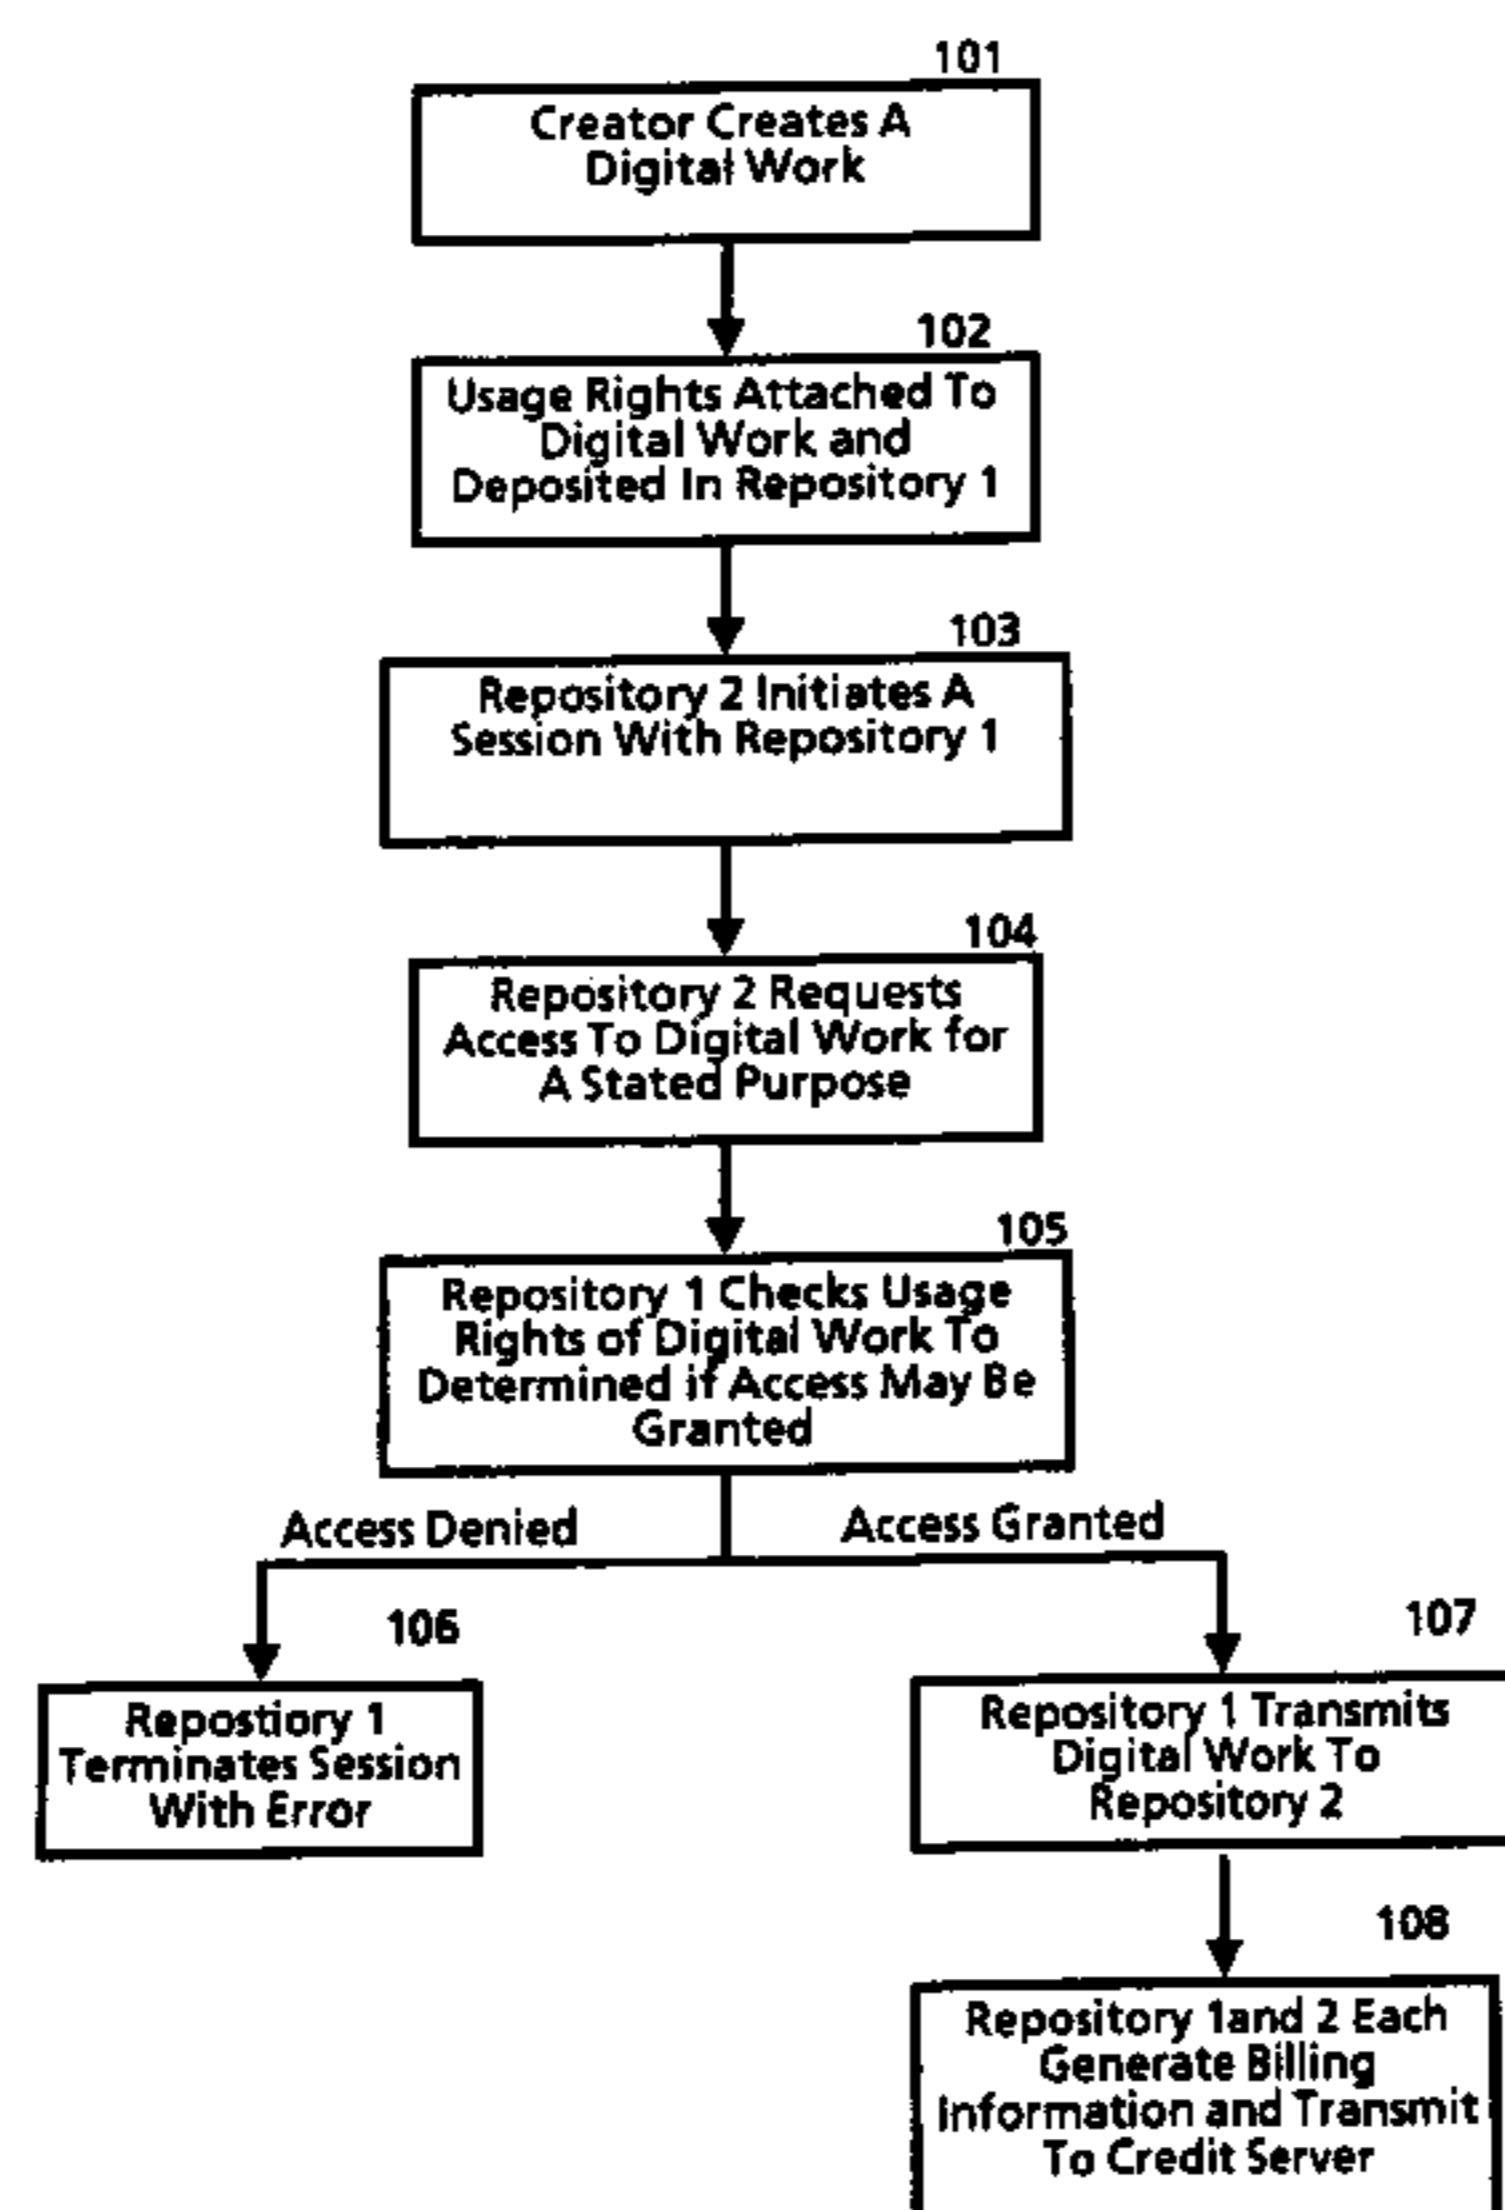 101
Creator Creates A
Digital Work
102
Usage Rights Attached To
Digital Work and
Deposited In Repository 1
103
Repository 2 Initiates A
Session With Repository 1
104
Repository 2 Requests
Access To Digital Work for
A Stated Purpose
105
Repository 1 Checks Usage
Rights of Digital Work To
Determined if Access May Be
Granted
Access Denied
Access Granted
106
Repostiory 1
Terminates Session
With Error
107
Repository 1 Transmits
Digital Work To
Repository 2
108
Repository 1and 2 Each
Generate Billing
Information and Transmit
To Credit Server